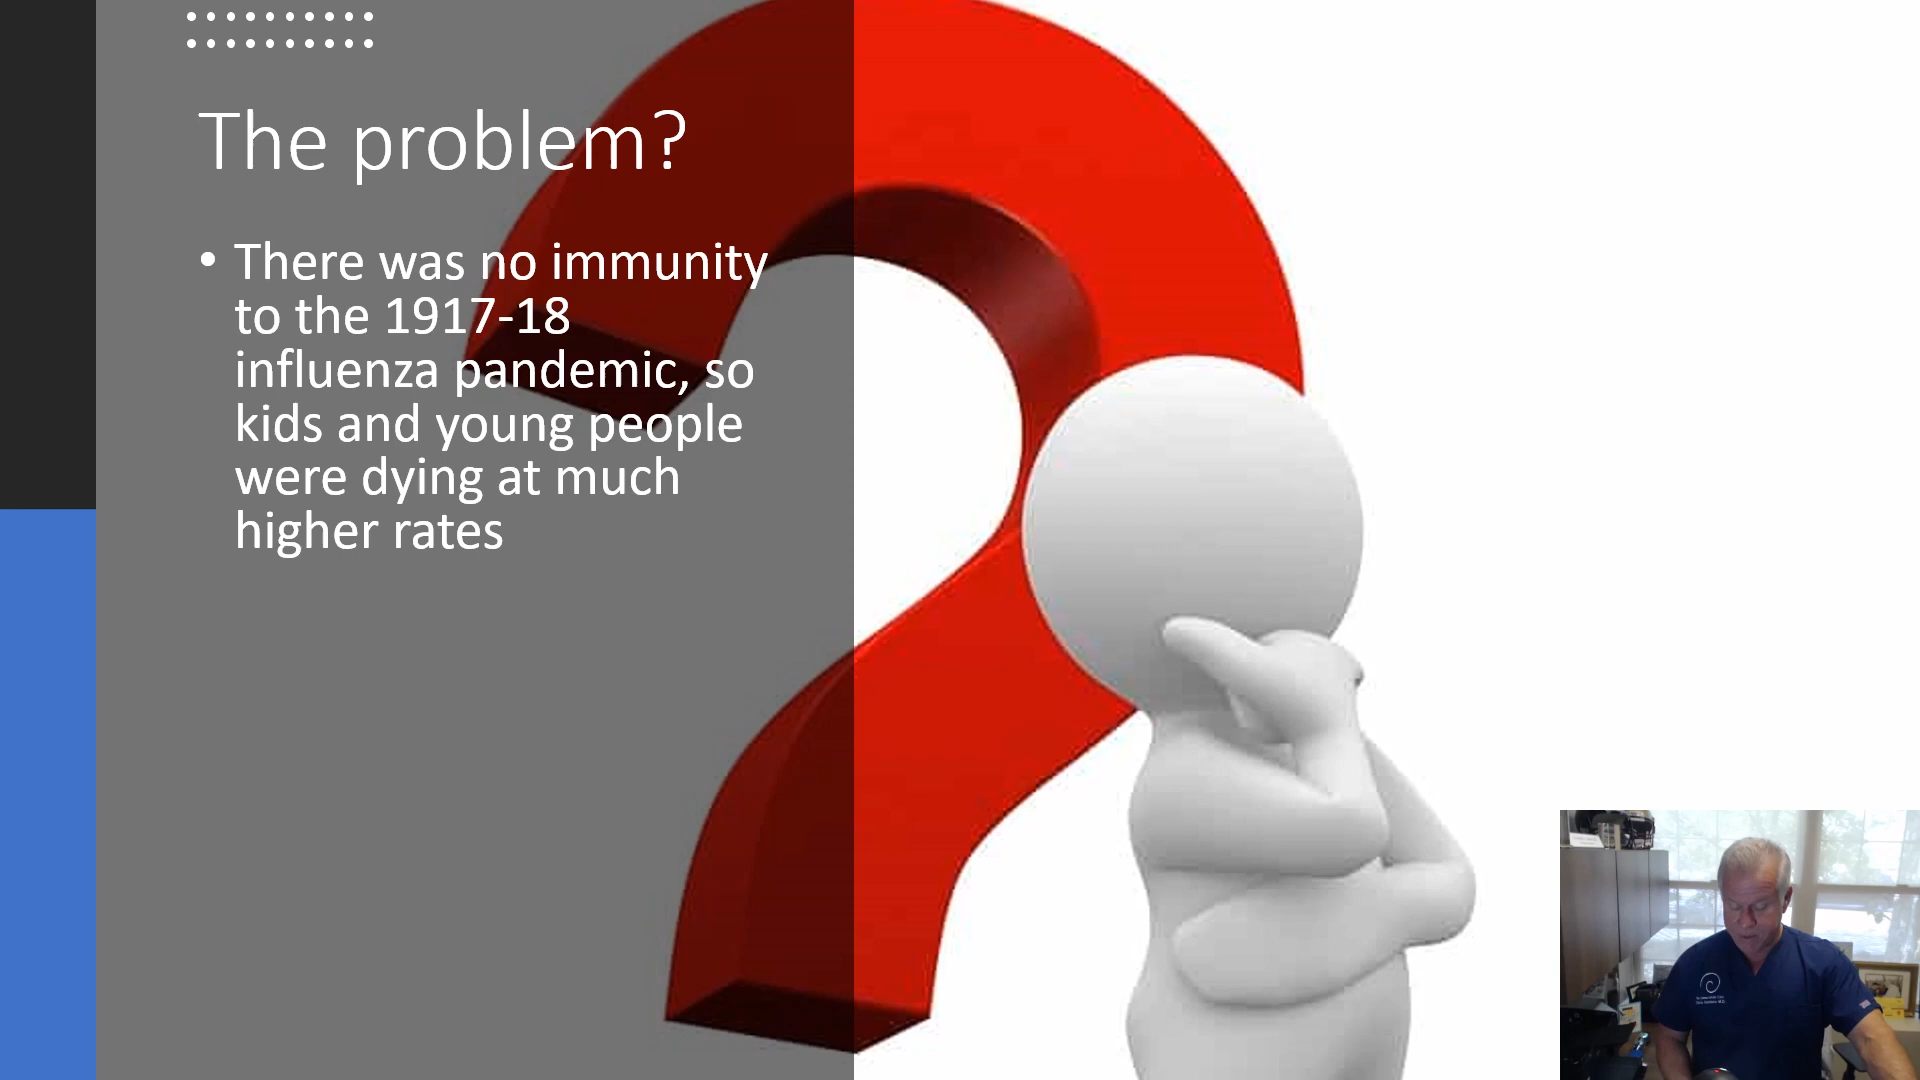 The problem?
• There was no immunity
to the 1917-18
influenza pandemic, so
kids and young people
were dying at much
higher rates